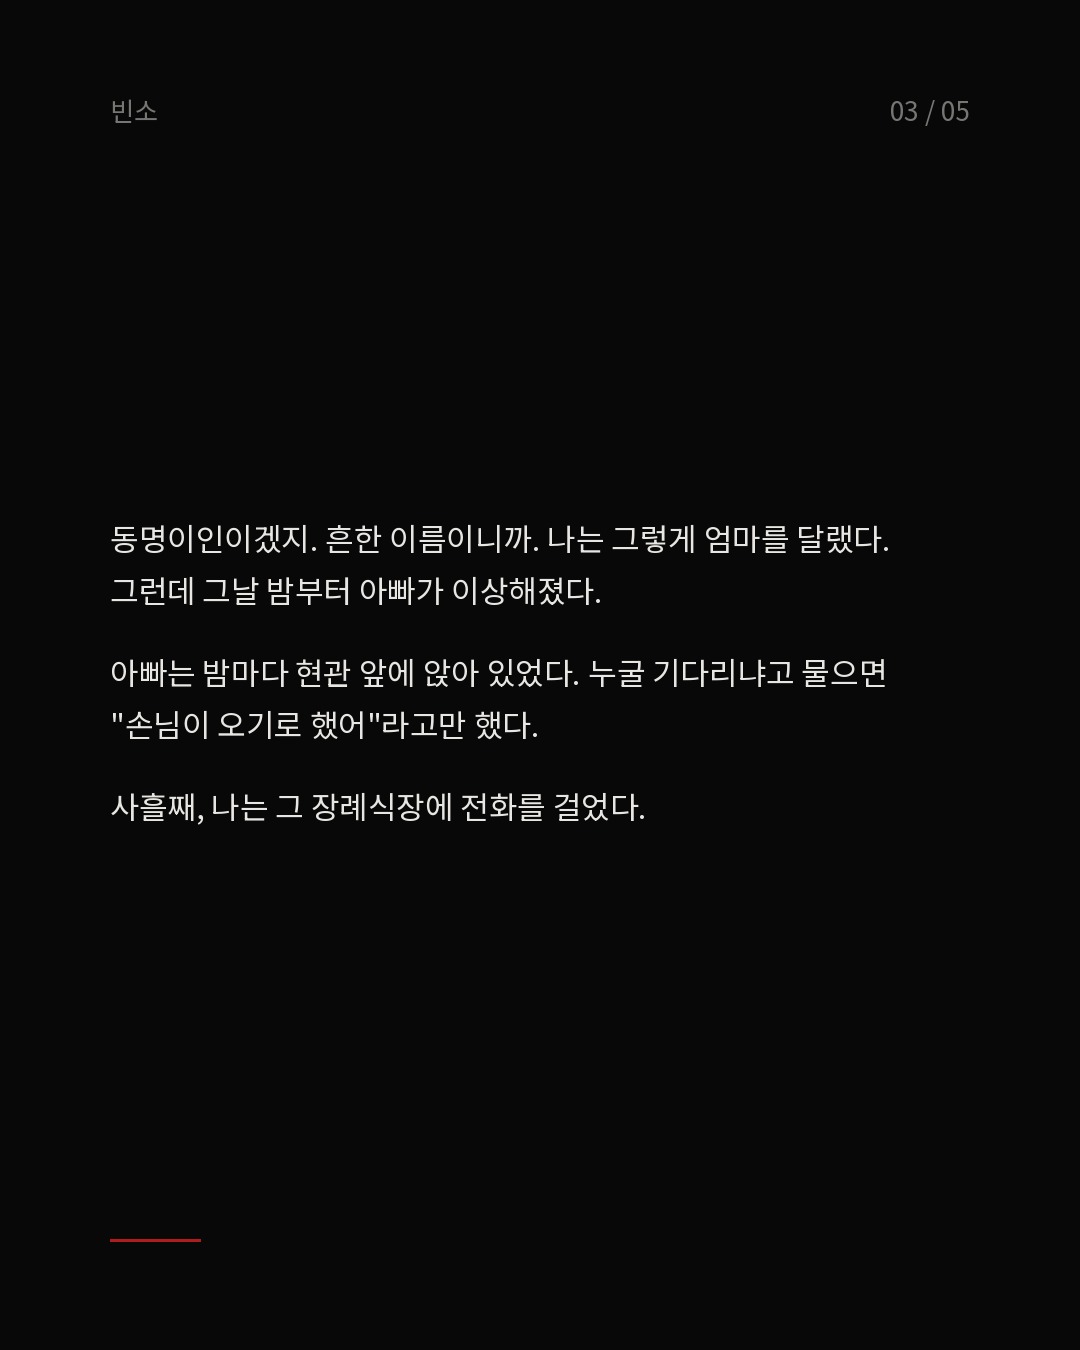 빈소
03 / 05
동명이인이겠지. 흔한 이름이니까. 나는 그렇게 엄마를 달랬다.
그런데 그날 밤부터 아빠가 이상해졌다.
아빠는 밤마다 현관 앞에 앉아 있었다. 누굴 기다리냐고 물으면
"손님이 오기로 했어"라고만 했다.
사흘째, 나는 그 장례식장에 전화를 걸었다.